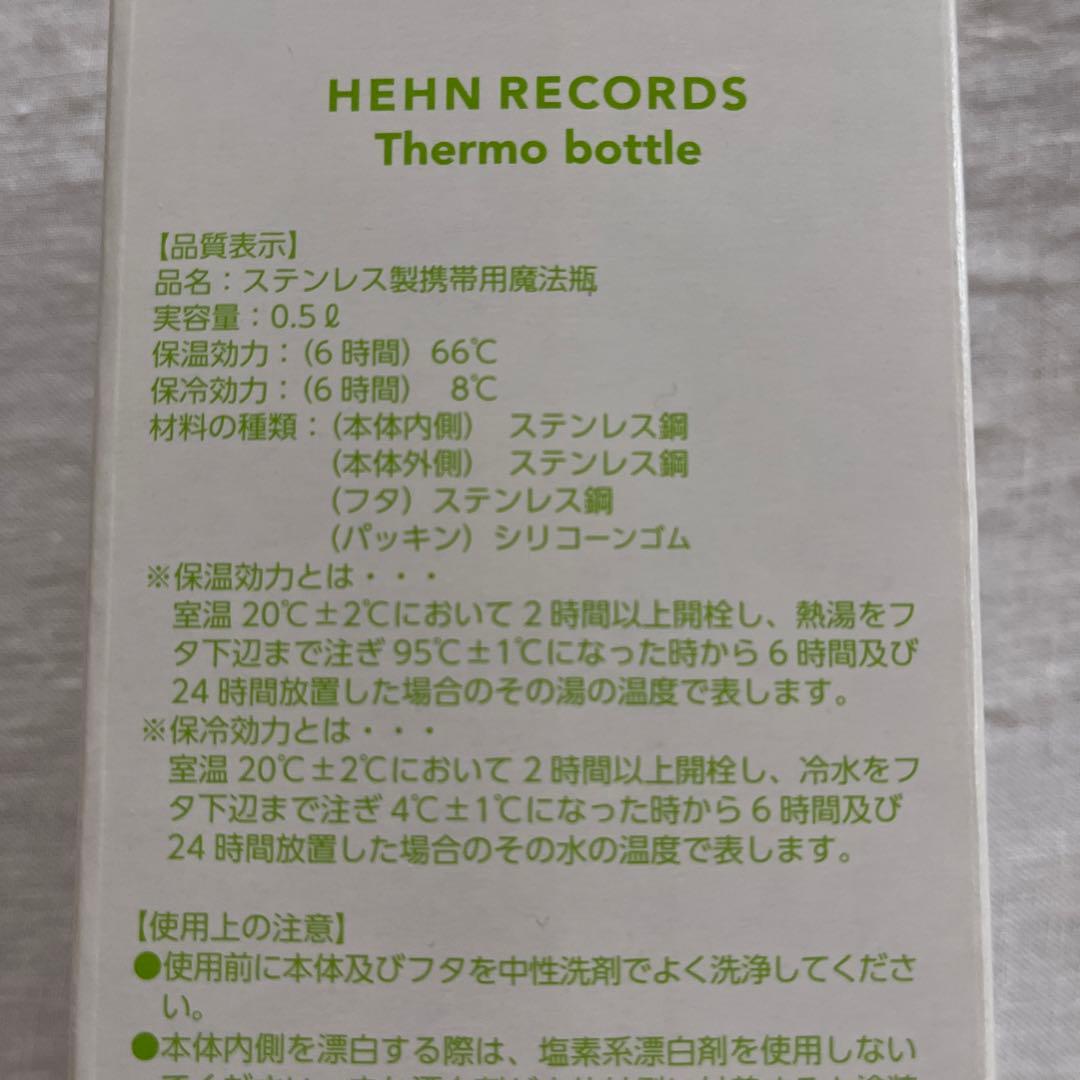 HEHN RECORDS
Thermo bottle
【品質表示】
品名：ステンレス製携帯用魔法瓶
実容量：0.5ℓ
保温効力：（6 時間）66℃
保冷効力：（6 時間） 8℃
材料の種類：（本体内側） ステンレス鋼
（本体外側） ステンレス鋼
（フタ）ステンレス鋼
（パッキン）シリコーンゴム
※保温効力とは・・・
室温 20℃±2℃において 2 時間以上開栓し、熱湯をフ
タ下辺まで注ぎ 95℃±1℃になった時から 6 時間及び
24 時間放置した場合のその湯の温度で表します。
※保冷効力とは・・・
室温 20℃±2℃において 2 時間以上開栓し、冷水をフ
タ下辺まで注ぎ 4℃±1℃になった時から 6 時間及び
24 時間放置した場合のその水の温度で表します。
【使用上の注意】
●使用前に本体及びフタを中性洗剤でよく洗浄してくださ
い。
●本体内側を漂白する際は、塩素系漂白剤を使用しない